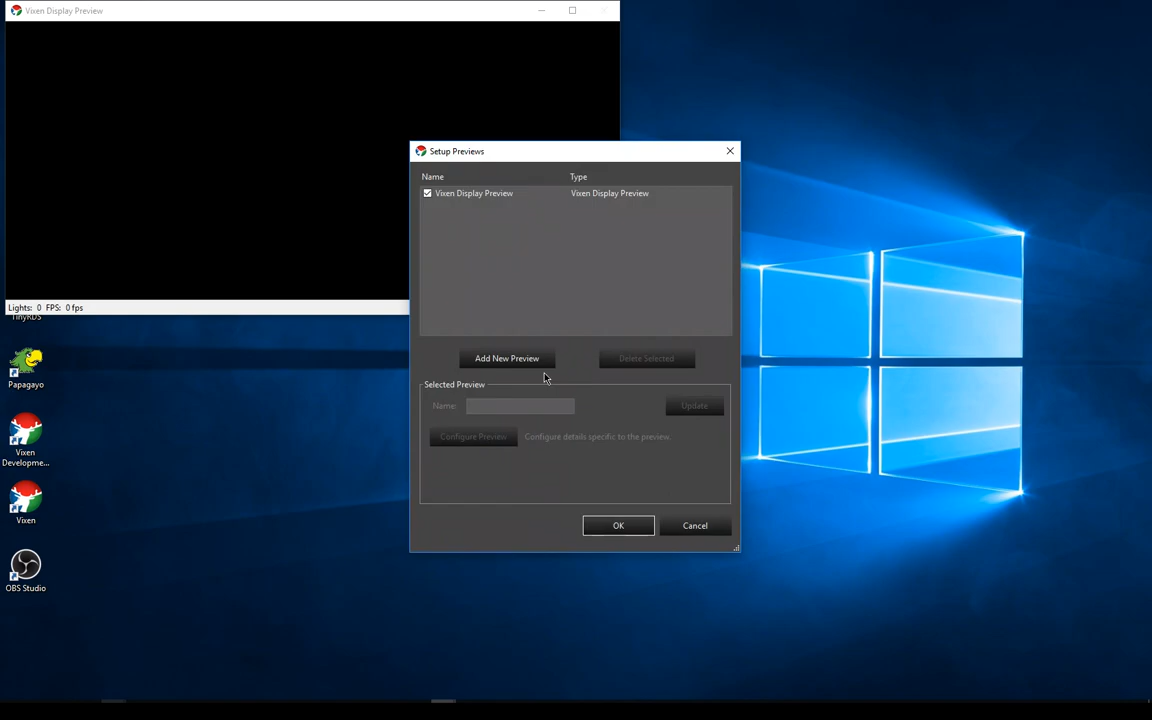 Vixen Display Preview
Setup Previews
Name Type
Vixen Display Preview Vixen Display Preview
Lights: 0 FPS: 0 fps
TinyRDS
Add New Preview Delete Selected
Papagayo
Selected Preview
Name: Update
Configure Preview Configure details specific to the preview.
Vixen
Developme...
Vixen
OK Cancel
OBS Studio